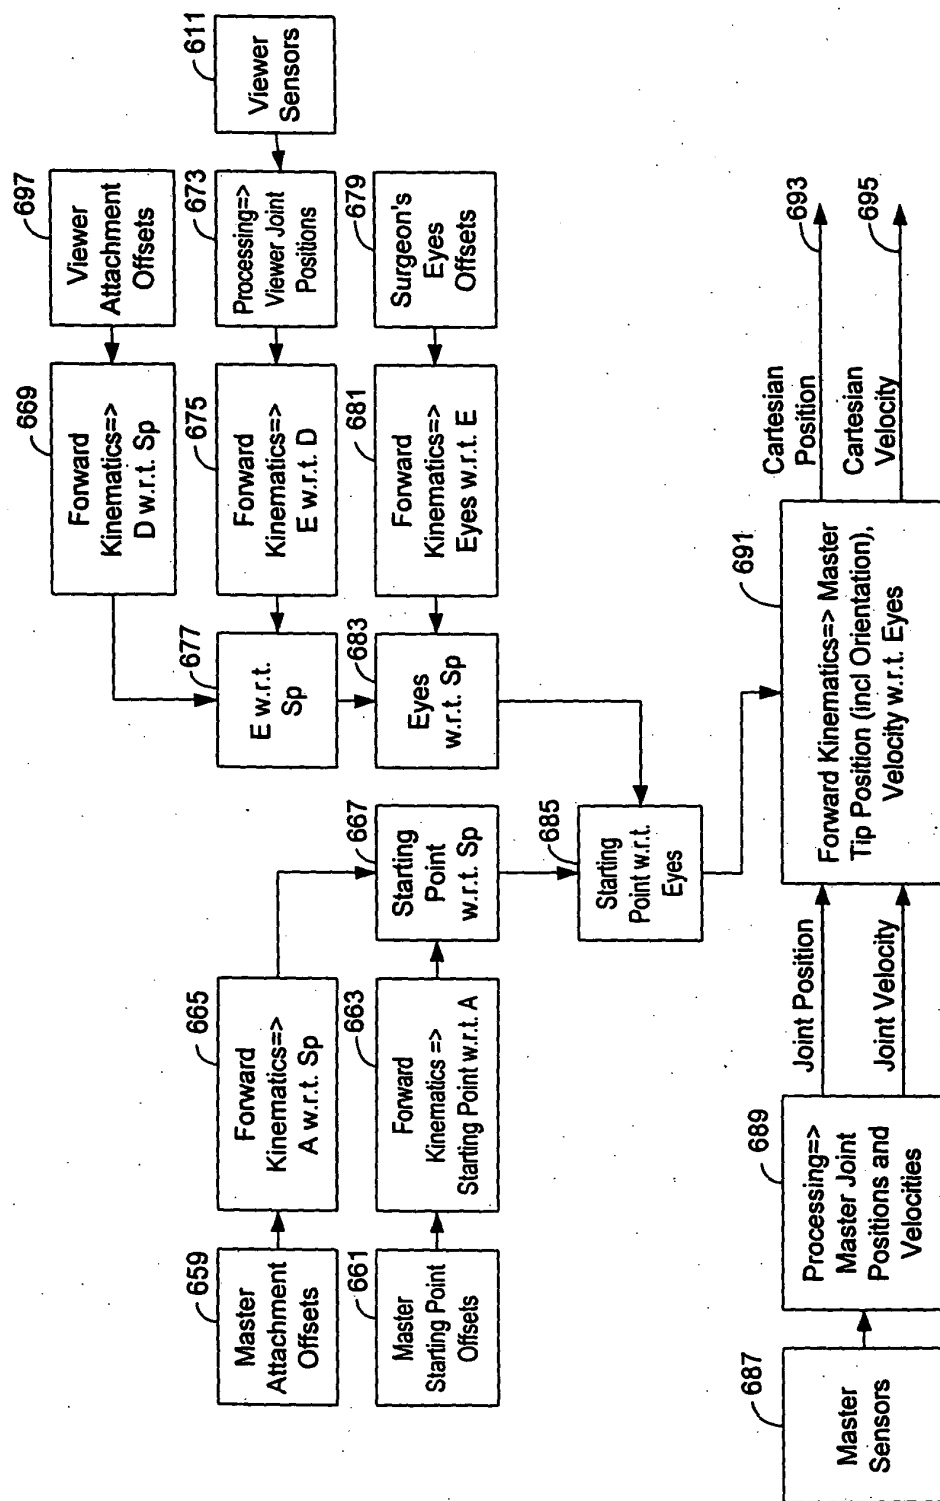 659
Master
Attachment
Offsets
665
Forward
Kinematics=>
A w.r.t. Sp
661
Master
Starting Point
Offsets
663
Forward
Kinematics =>
Starting Point w.r.t. A
667
Starting
Point
w.r.t. Sp
669
Forward
Kinematics=>
D w.r.t. Sp
697
Viewer
Attachment
Offsets
677
E w.r.t.
Sp
675
Forward
Kinematics=>
E w.r.t. D
673
Processing=>
Viewer Joint
Positions
611
Viewer
Sensors
683
Eyes
w.r.t. Sp
681
Forward
Kinematics=>
Eyes w.r.t. E
679
Surgeon's
Eyes
Offsets
685
Starting
Point w.r.t.
Eyes
687
Master
Sensors
689
Processing=>
Master Joint
Positions and
Velocities
Joint Position
Joint Velocity
691
Forward Kinematics=> Master
Tip Position (incl Orientation),
Velocity w.r.t. Eyes
Cartesian
Position
693
Cartesian
Velocity
695